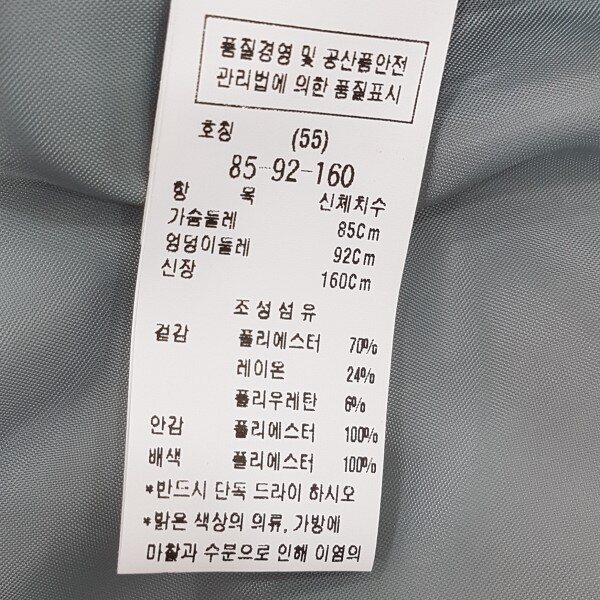 품질경영 및 공산품안전
관리법에 의한 품질표시
호칭 (55)
85-92-160
항 목 신체치수
가슴둘레 85Cm
엉덩이둘레 92Cm
신장 160Cm
조성섬유
겉감 폴리에스터 70%
레이온 24%
폴리우레탄 6%
안감 폴리에스터 100%
배색 폴리에스터 100%
*반드시 단독 드라이 하시오
*밝은 색상의 의류, 가방에
마찰과 수분으로 인해 이염의